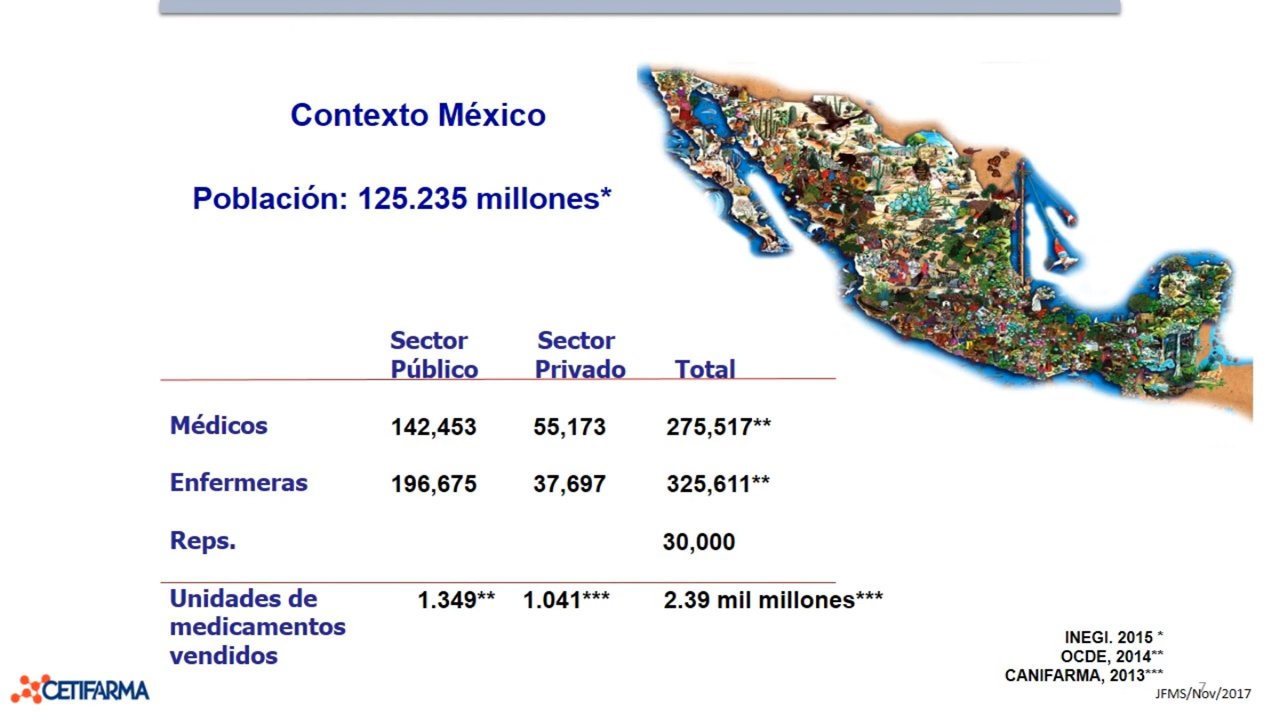 Contexto México
Población: 125.235 millones*
Sector Público Sector Privado Total
Médicos 142,453 55,173 275,517**
Enfermeras 196,675 37,697 325,611**
Reps. 30,000
Unidades de medicamentos vendidos 1.349** 1.041*** 2.39 mil millones***
INEGI. 2015 *
OCDE, 2014**
CANIFARMA, 2013***
7
JFMS/Nov/2017
CETIFARMA